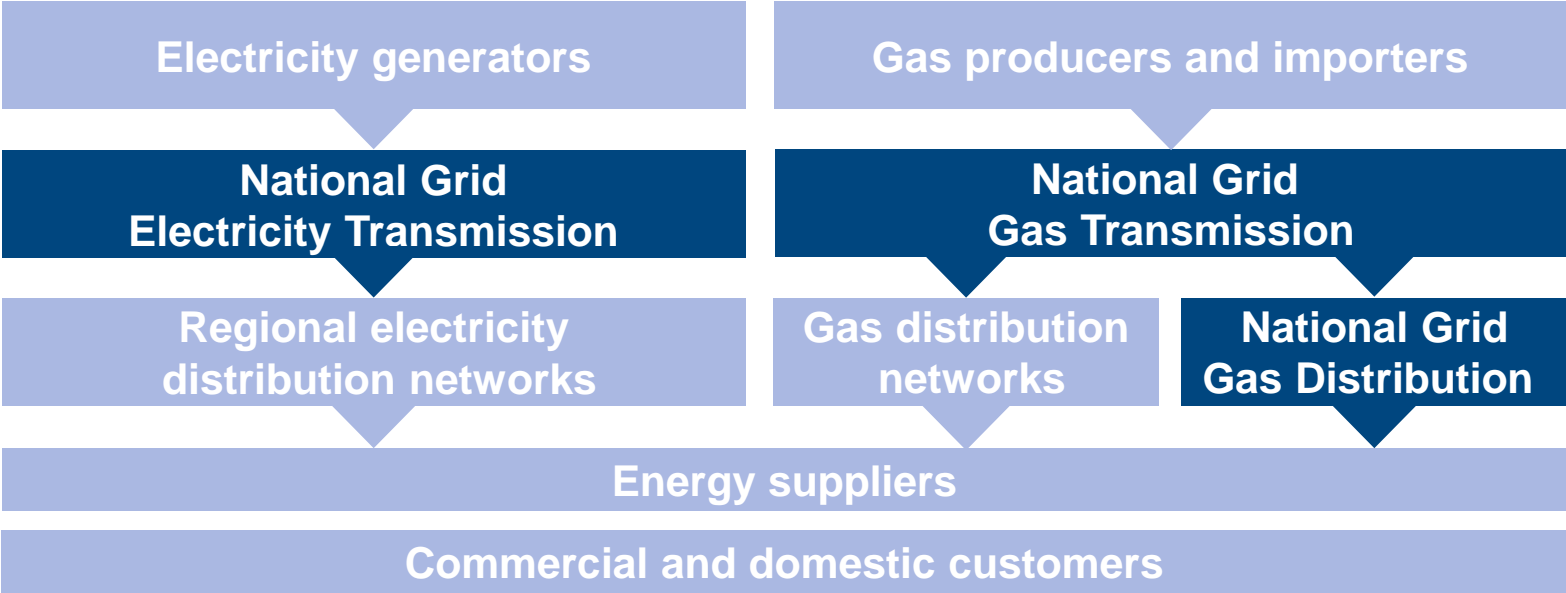 Electricity generators
Gas producers and importers
National Grid
Electricity Transmission
National Grid
Gas Transmission
Regional electricity
distribution networks
Gas distribution
networks
National Grid
Gas Distribution
Energy suppliers
Commercial and domestic customers